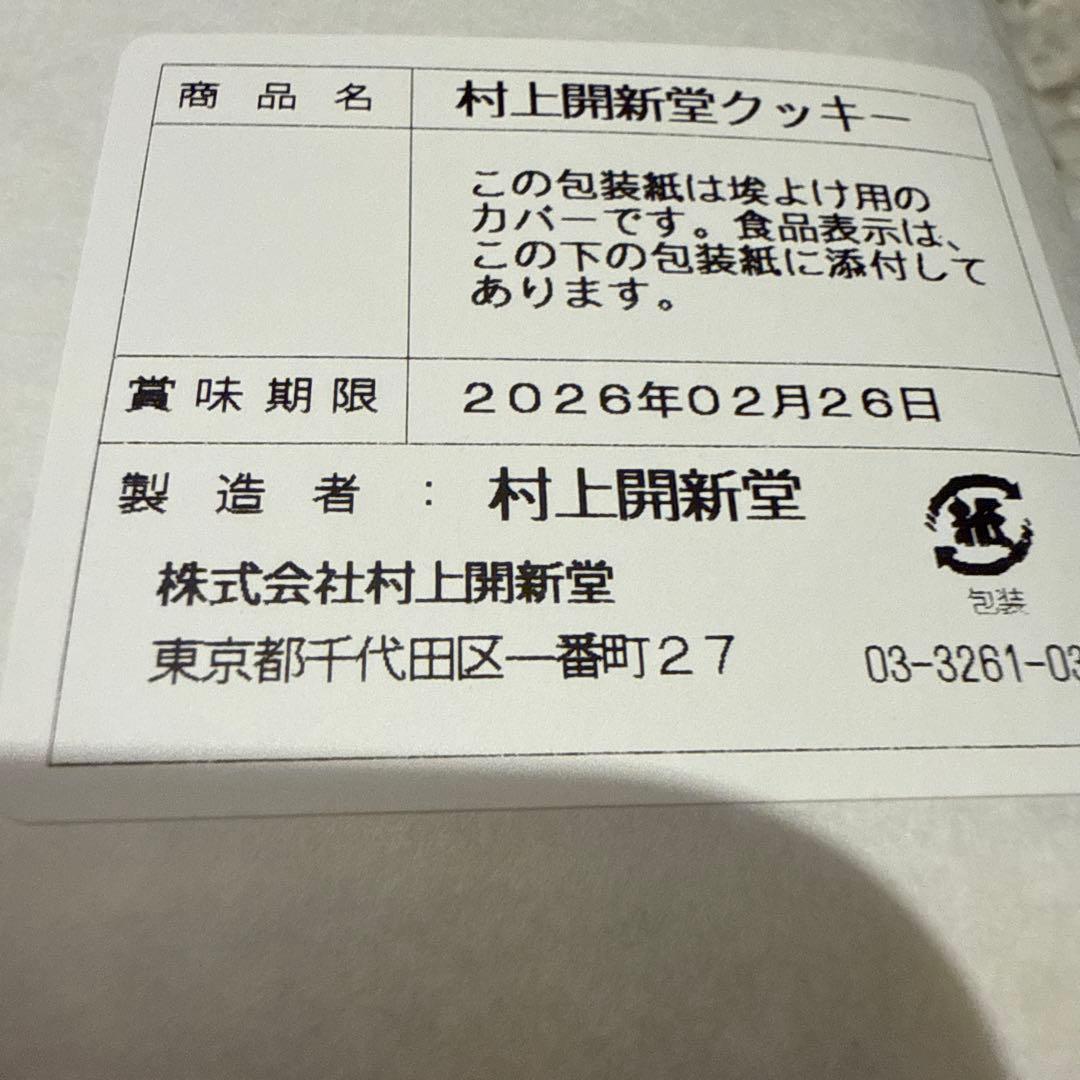 商品名 村上開新堂クッキー
この包装紙は埃よけ用の
カバーです。食品表示は、
この下の包装紙に添付して
あります。
賞味期限 2026年02月26日
製造者: 村上開新堂
紙
包装
株式会社村上開新堂
東京都千代田区一番町27 03-3261-03